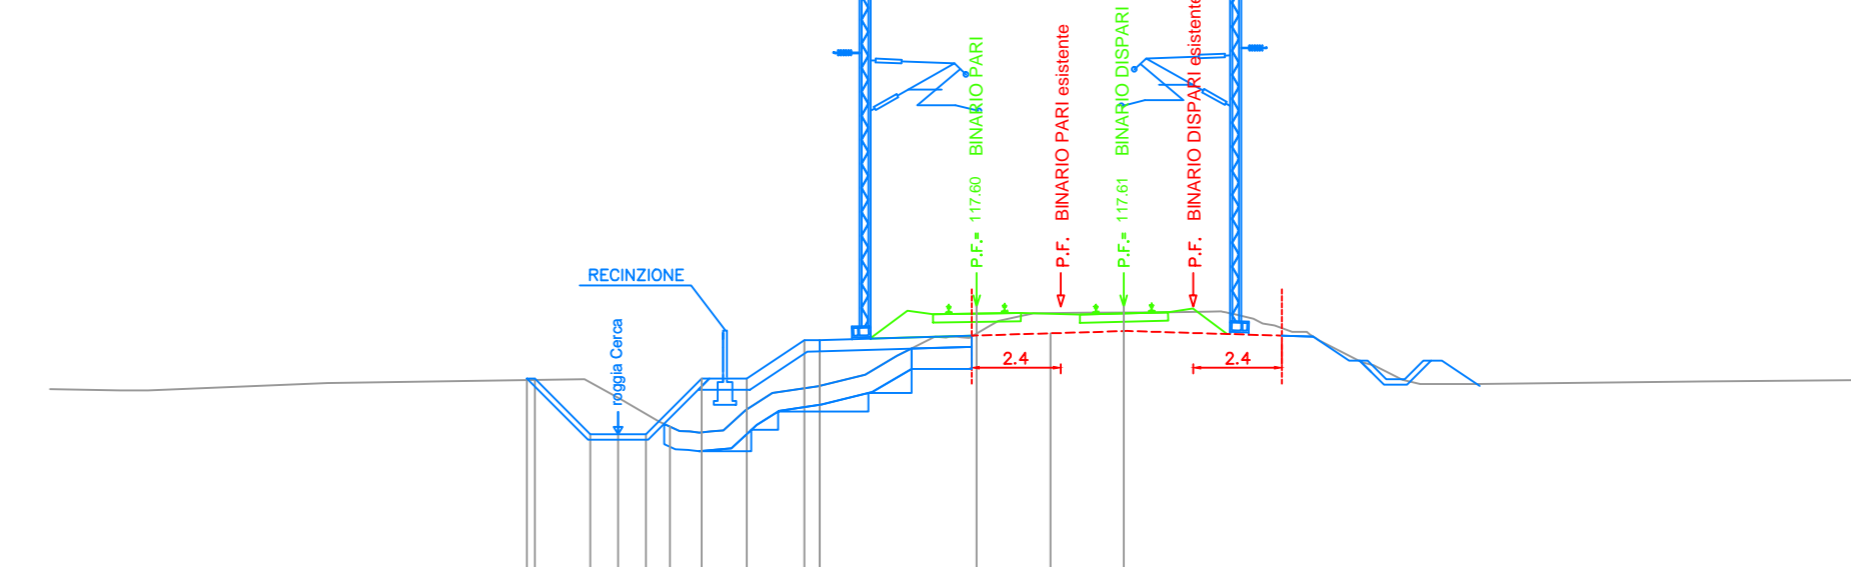 P.F.= 117.60 BINARIO PARI
P.F. BINARIO PARI esistente
P.F.= 117.61 BINARIO DISPARI
P.F. BINARIO DISPARI esistente
RECINZIONE
roggia Cerca
2.4
2.4